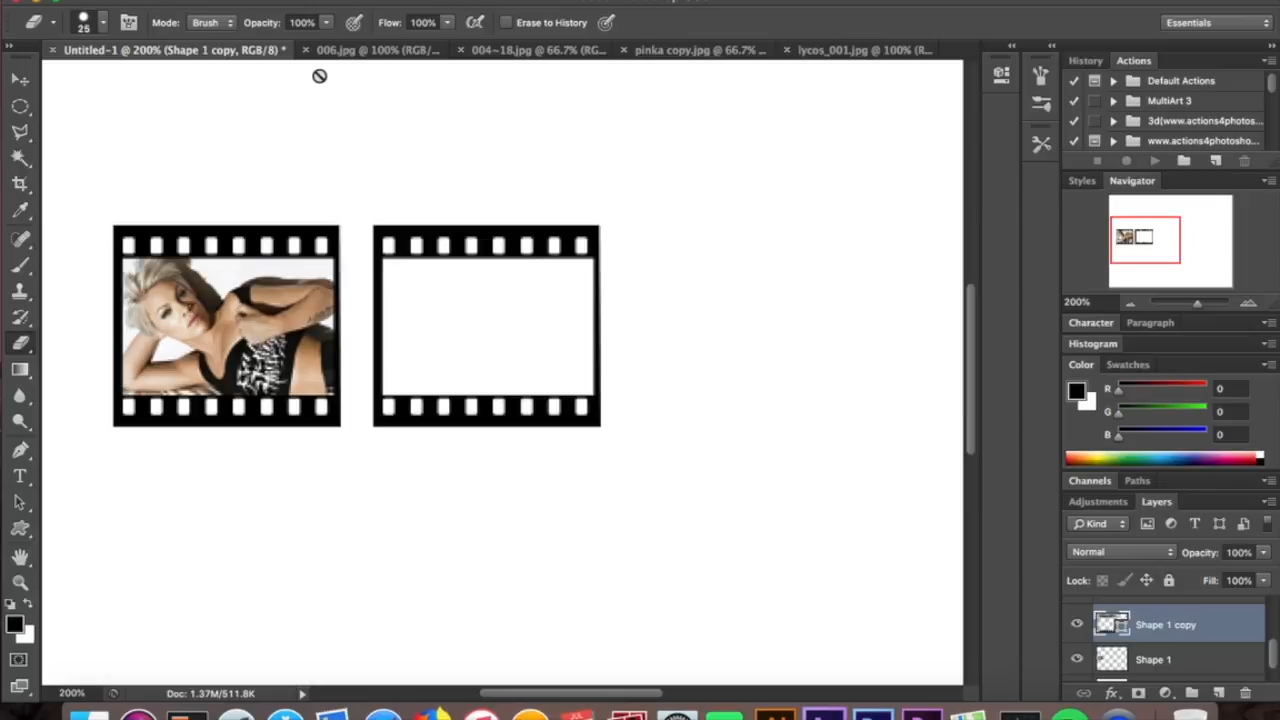 25 Mode: Brush Opacity: 100% Flow: 100% Erase to History Essentials
Untitled-1 @ 200% (Shape 1 copy, RGB/8) * 006.jpg @ 100% (RGB/... 004~18.jpg @ 66.7% (RG... pinka copy.jpg @ 66.7% ... lycos_001.jpg @ 100% (R...
History Actions
Default Actions
MultiArt 3
3d(www.actions4photos...
www.actions4photosho...
Styles Navigator
200%
Character Paragraph
Histogram
Color Swatches
R 0
G 0
B 0
Channels Paths
Adjustments Layers
Kind
Normal Opacity: 100%
Lock: Fill: 100%
Shape 1 copy
Shape 1
200% Doc: 1.37M/511.8K